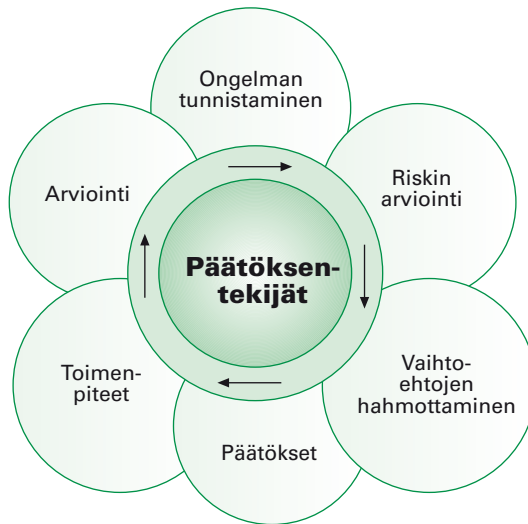 Ongelman
tunnistaminen
Riskin
arviointi
Vaihto-
ehtojen
hahmottaminen
Päätökset
Toimen-
piteet
Arviointi
Päätöksen-
tekijät